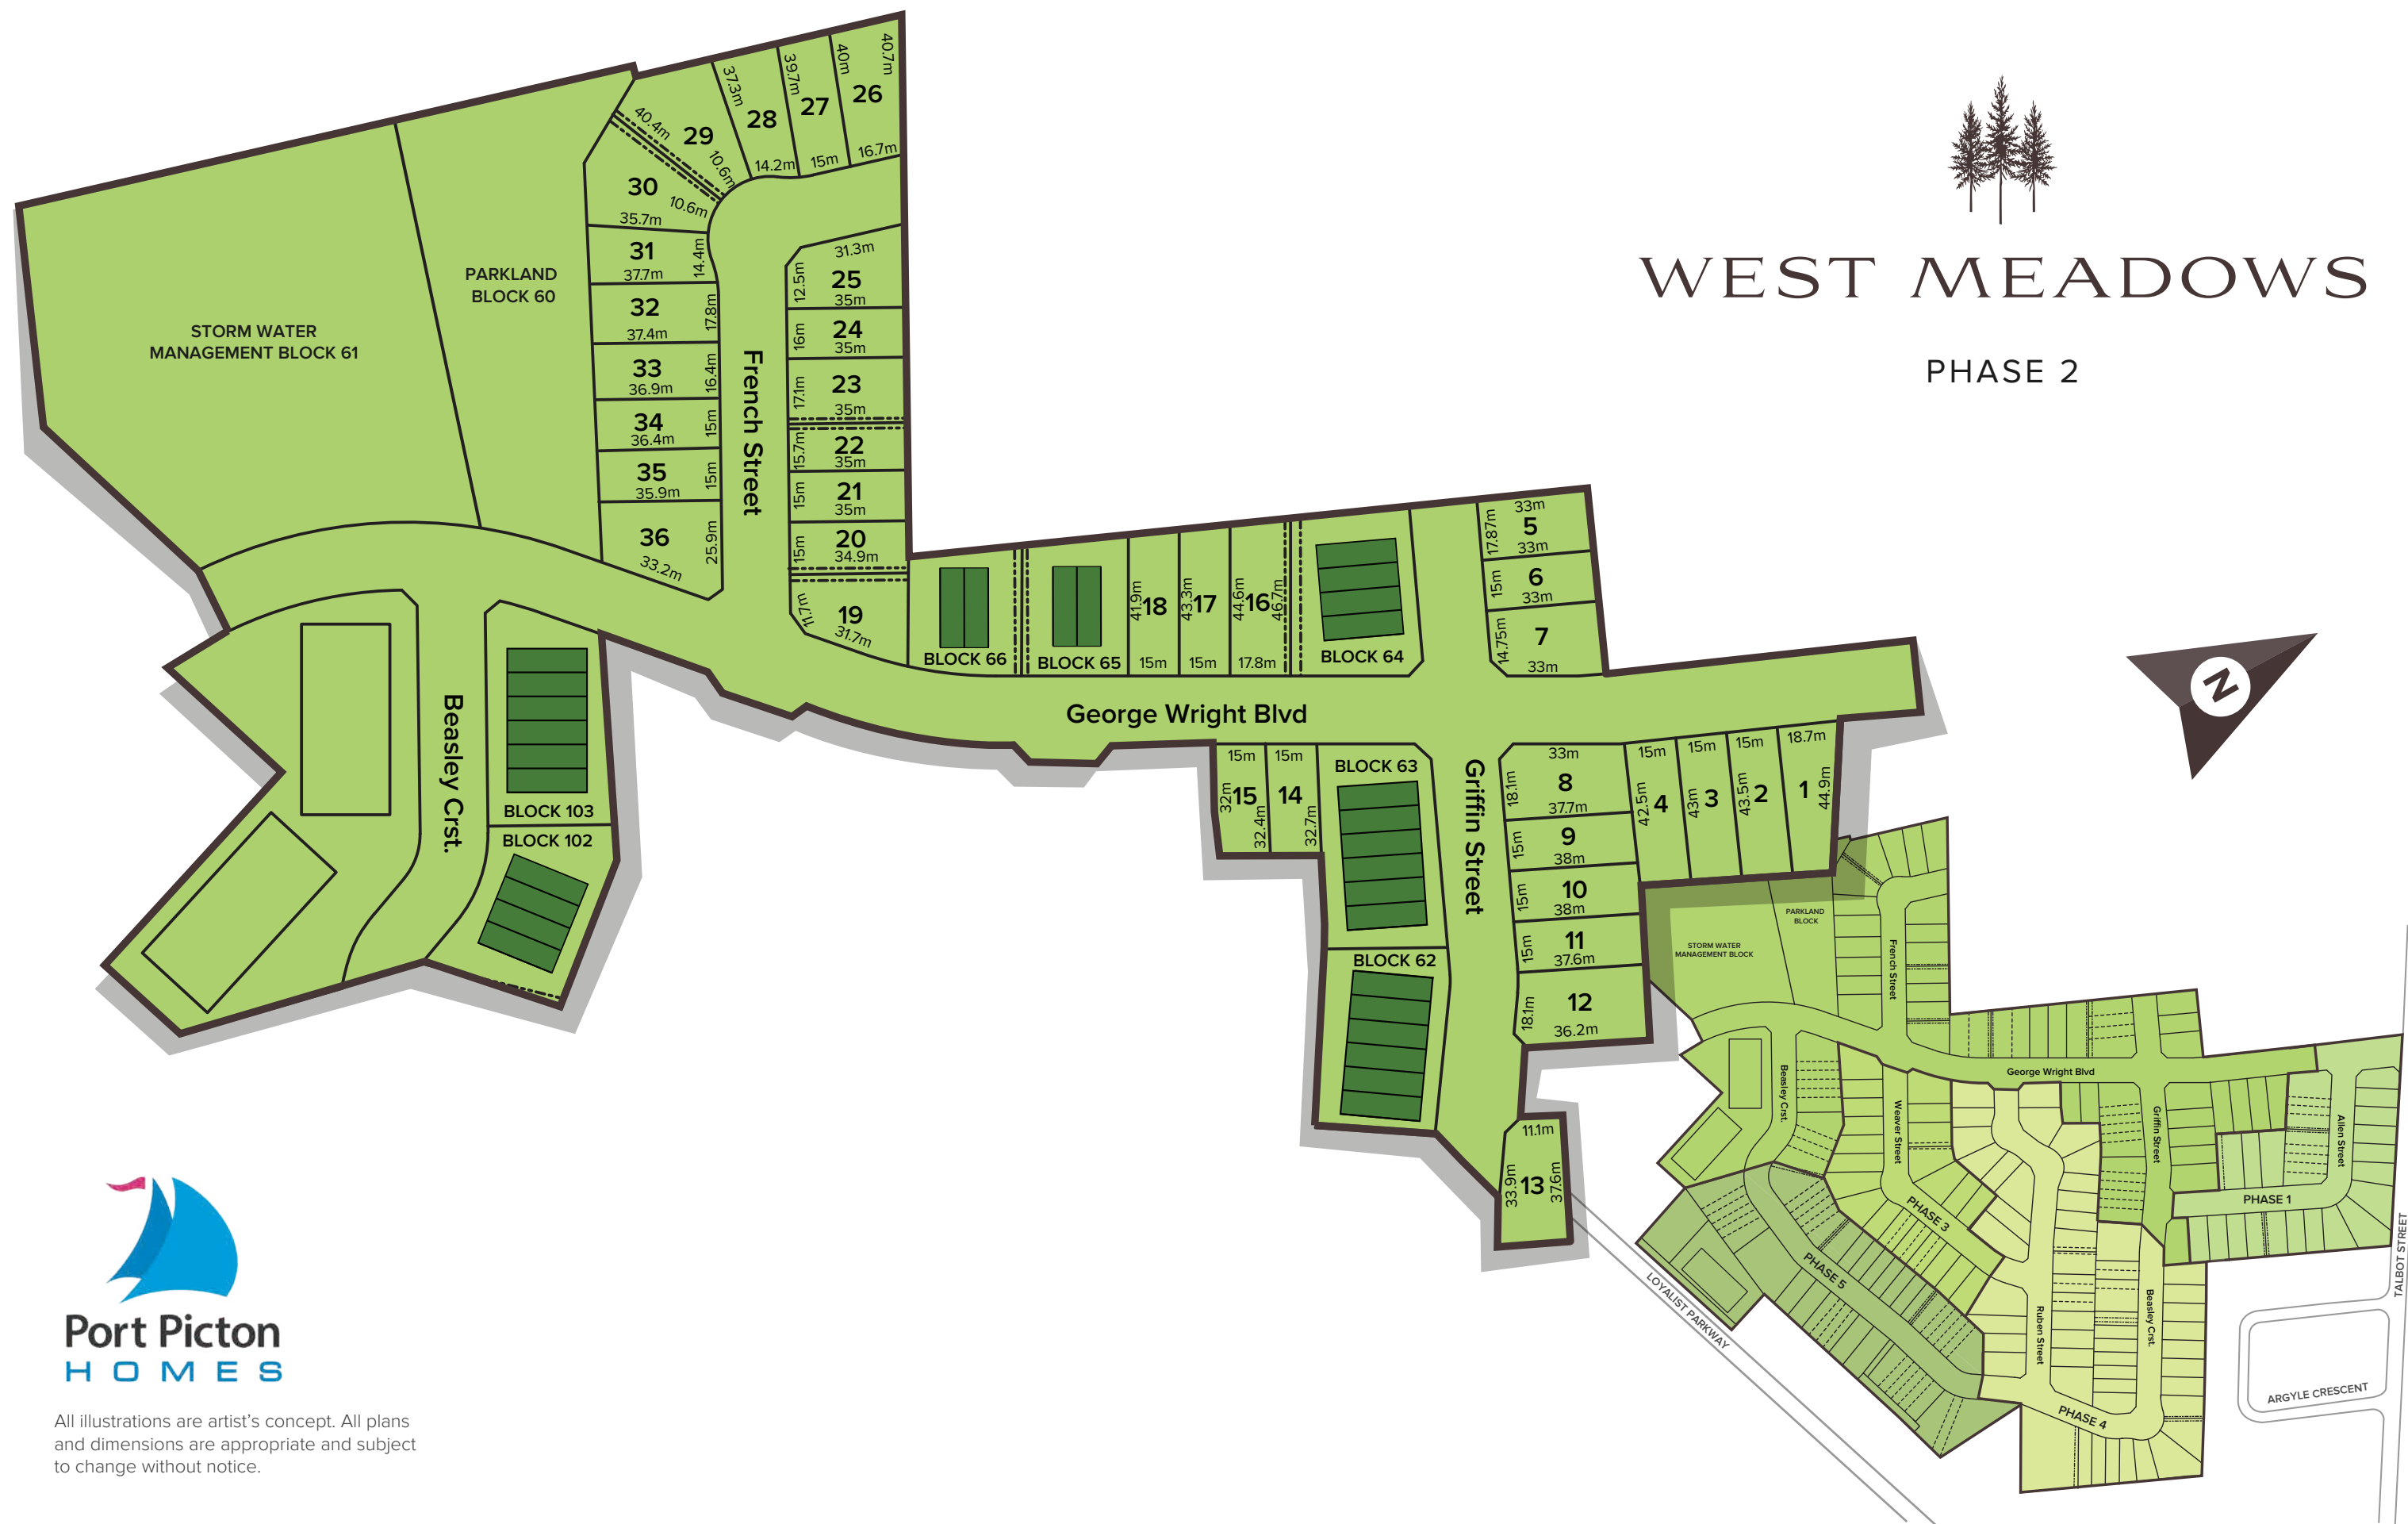 WEST MEADOWS
PHASE 2
N
STORM WATER
MANAGEMENT BLOCK 61
PARKLAND
BLOCK 60
40.4m
29
10.6m
37.3m
28
14.2m
39.7m
27
15m
40m
26
40.7m
16.7m
30
10.6m
35.7m
31
14.4m
37.7m
32
17.8m
37.4m
33
16.4m
36.9m
34
15m
36.4m
35
15m
35.9m
36
25.9m
33.2m
French Street
31.3m
12.5m
25
35m
16m
24
35m
17.1m
23
35m
15.7m
22
35m
15m
21
35m
15m
20
34.9m
11.7m
19
31.7m
BLOCK 66
BLOCK 65
41.9m
18
15m
43.3m
17
15m
44.6m
16
46.7m
17.8m
BLOCK 64
33m
17.87m
5
33m
15m
6
33m
14.75m
7
33m
George Wright Blvd
Beasley Crst.
BLOCK 103
BLOCK 102
15m
32m
15
32.4m
15m
14
32.7m
BLOCK 63
BLOCK 62
Griffin Street
33m
18.1m
8
37.7m
15m
9
38m
15m
10
38m
15m
11
37.6m
18.1m
12
36.2m
15m
42.5m
4
15m
43m
3
15m
43.5m
2
18.7m
1
44.9m
11.1m
33.9m
13
37.6m
PARKLAND
BLOCK
STORM WATER
MANAGEMENT BLOCK
French Street
George Wright Blvd
Beasley Crst.
Weaver Street
Griffin Street
Allen Street
PHASE 1
PHASE 3
PHASE 5
Ruben Street
Beasley Crst.
PHASE 4
LOYALIST PARKWAY
TALBOT STREET
ARGYLE CRESCENT
Port Picton
HOMES
All illustrations are artist's concept. All plans
and dimensions are appropriate and subject
to change without notice.